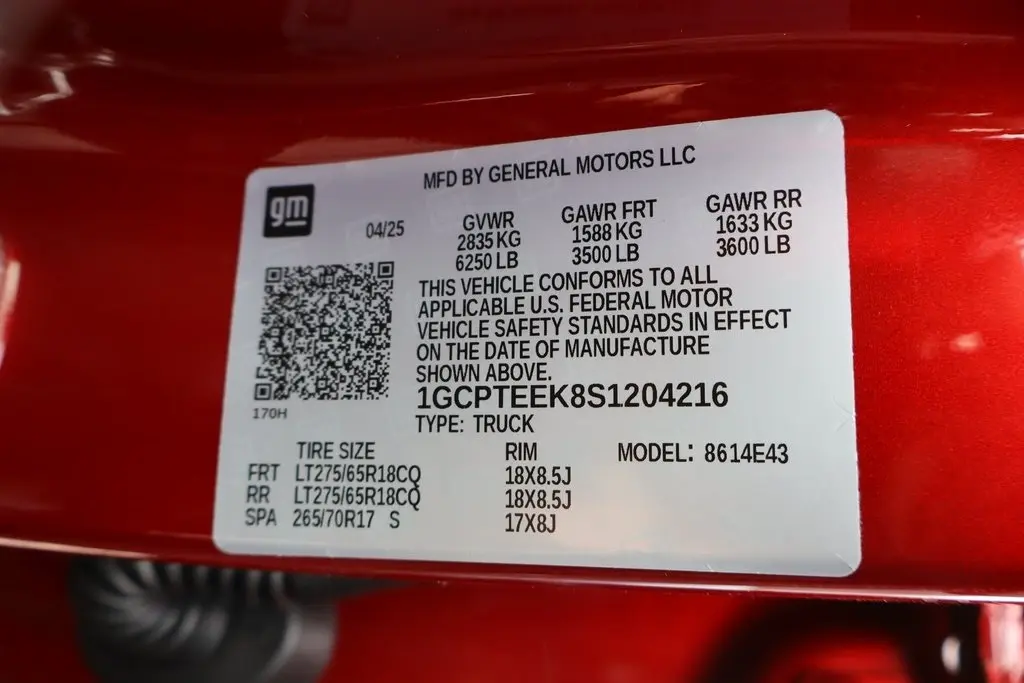 MFD BY GENERAL MOTORS LLC
gm
04/25
GVWR GAWR FRT GAWR RR
2835 KG 1588 KG 1633 KG
6250 LB 3500 LB 3600 LB
THIS VEHICLE CONFORMS TO ALL
APPLICABLE U.S. FEDERAL MOTOR
VEHICLE SAFETY STANDARDS IN EFFECT
ON THE DATE OF MANUFACTURE
SHOWN ABOVE.
170H
1GCPTEEK8S1204216
TYPE: TRUCK
TIRE SIZE RIM MODEL: 8614E43
FRT LT275/65R18CQ 18X8.5J
RR LT275/65R18CQ 18X8.5J
SPA 265/70R17 S 17X8J